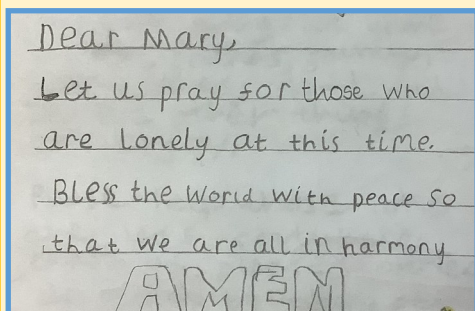 Dear Mary,
Let us pray for those who
are lonely at this time.
Bless the World with peace so
that we are all in harmony
AMEN